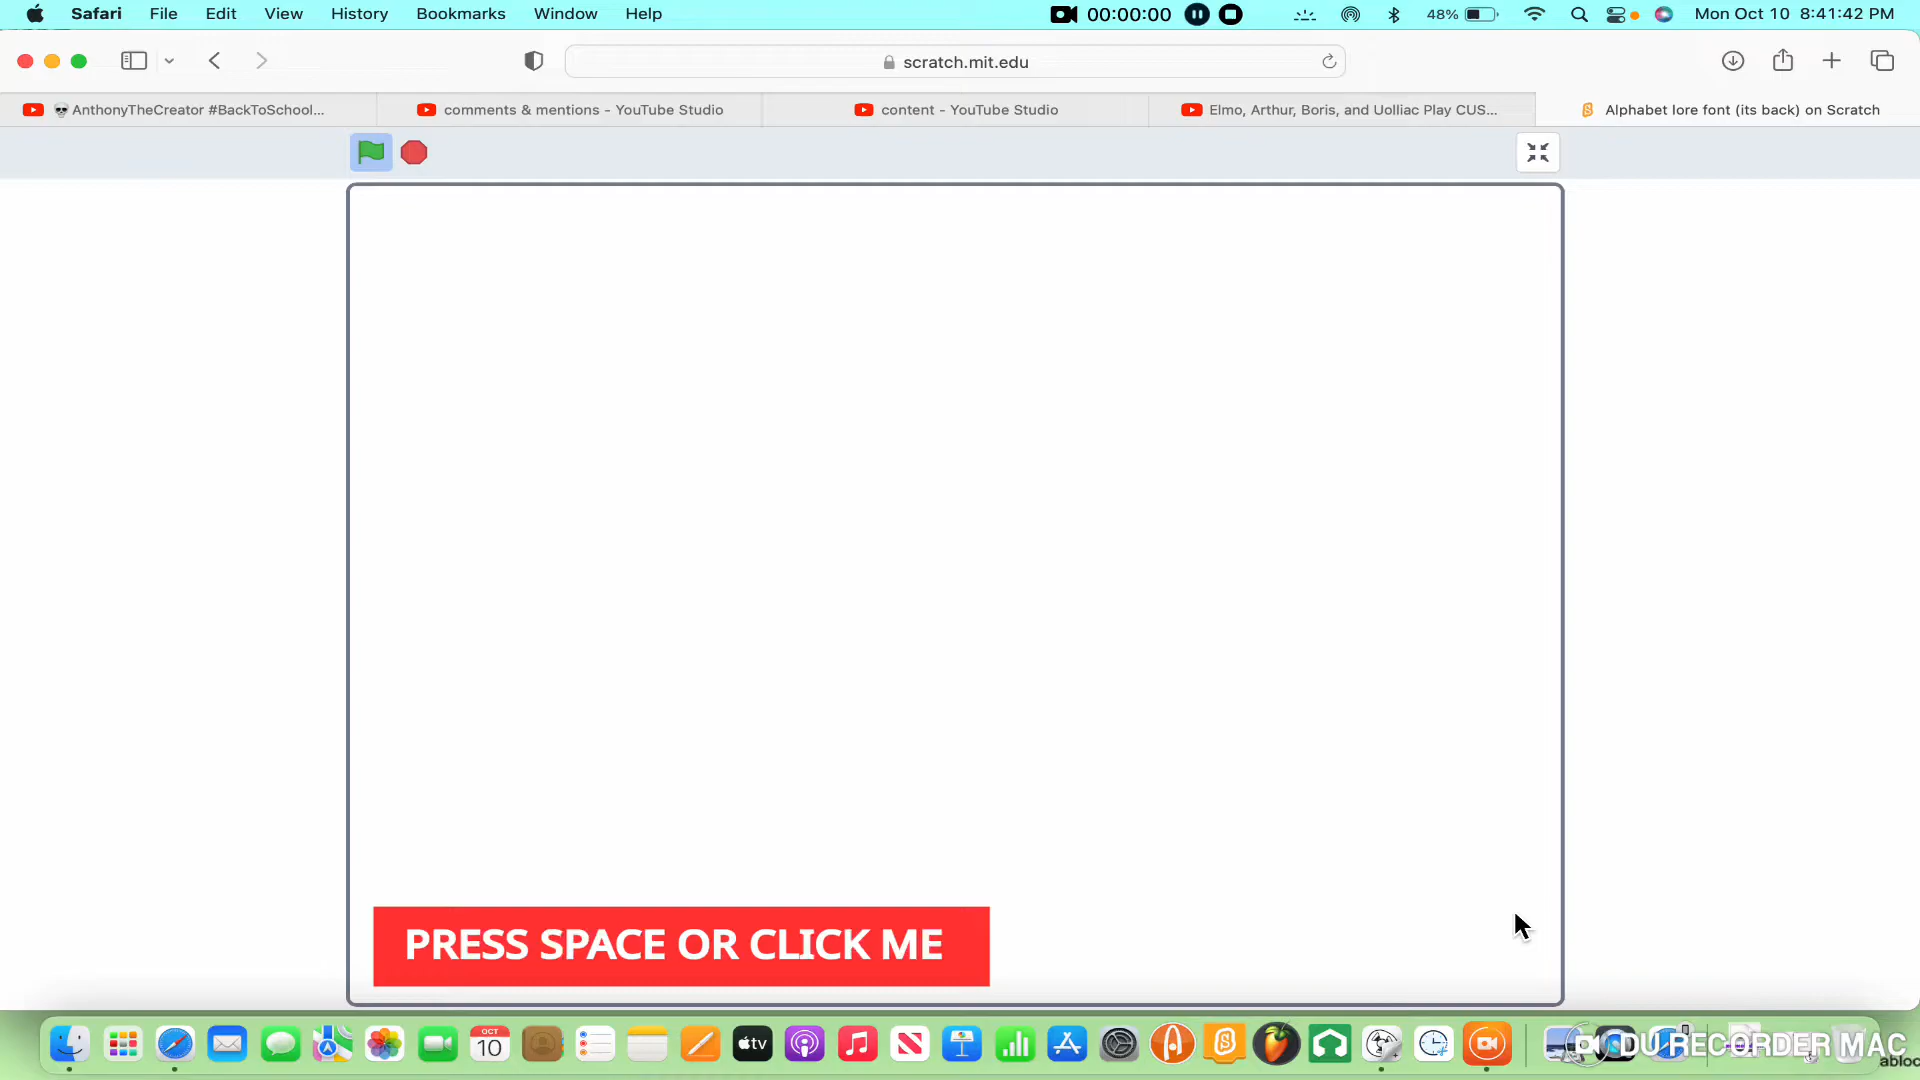 Safari File Edit View History Bookmarks Window Help 00:00:00 48% Mon Oct 10 8:41:42 PM
scratch.mit.edu
AnthonyTheCreator #BackToSchool... comments & mentions - YouTube Studio content - YouTube Studio Elmo, Arthur, Boris, and Uolliac Play CUS... Alphabet lore font (its back) on Scratch
PRESS SPACE OR CLICK ME
OCT
10
tv
DU RECORDER MAC
abloc